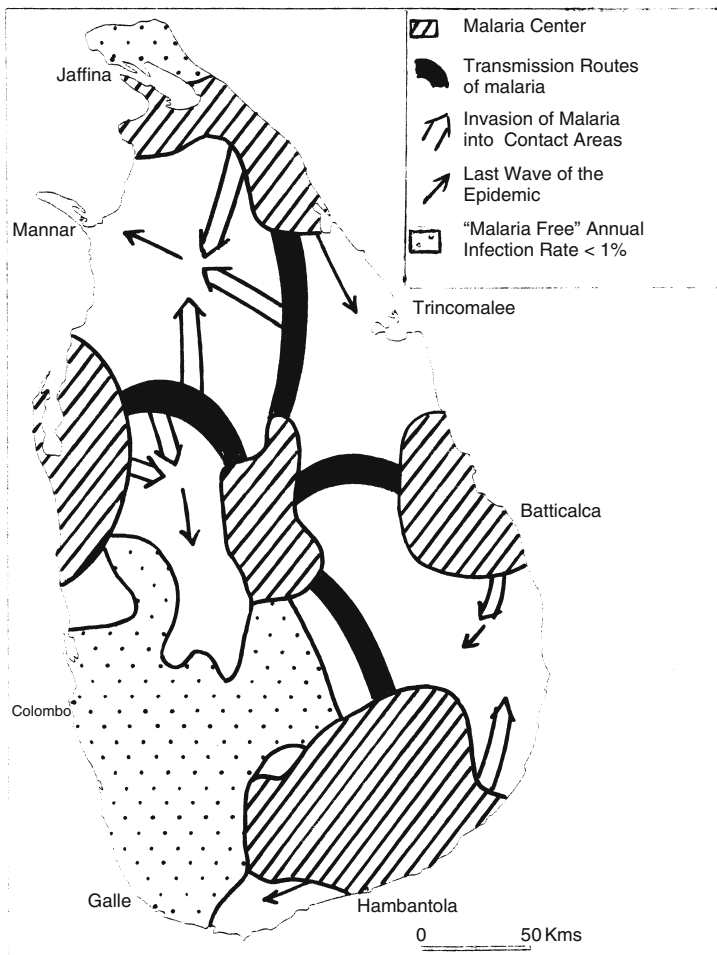 Malaria Center
Transmission Routes
of malaria
Invasion of Malaria
into Contact Areas
Last Wave of the
Epidemic
“Malaria Free” Annual
Infection Rate < 1%
Jaffina
Mannar
Trincomalee
Batticalca
Colombo
Galle
Hambantola
0 50 Kms